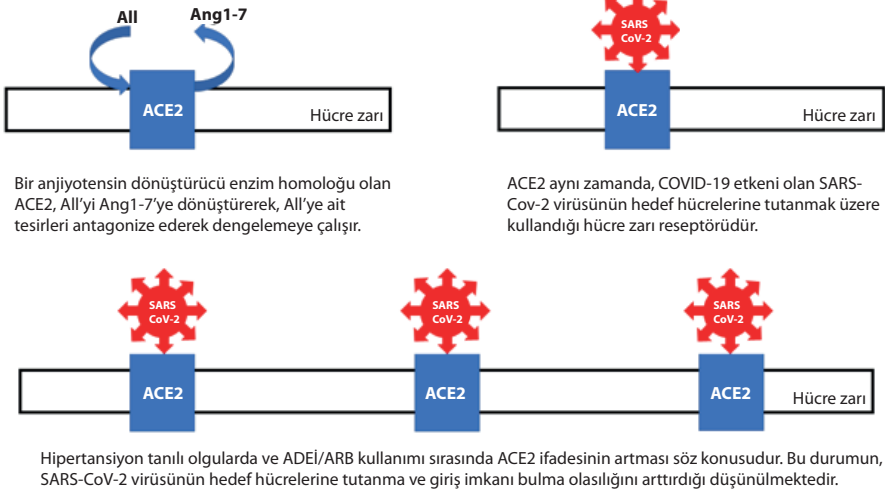 AII
Ang1-7
ACE2
Hücre zarı
Bir anjiyotensin dönüştürücü enzim homoloğu olan
ACE2, AII’yi Ang1-7’ye dönüştürerek, AII’ye ait
tesirleri antagonize ederek dengelemeye çalışır.
SARS
CoV-2
ACE2
Hücre zarı
ACE2 aynı zamanda, COVID-19 etkeni olan SARS-
Cov-2 virüsünün hedef hücrelerine tutanmak üzere
kullandığı hücre zarı reseptörüdür.
SARS
CoV-2
ACE2
SARS
CoV-2
ACE2
SARS
CoV-2
ACE2
Hücre zarı
Hipertansiyon tanılı olgularda ve ADEİ/ARB kullanımı sırasında ACE2 ifadesinin artması söz konusudur. Bu durumun,
SARS-CoV-2 virüsünün hedef hücrelerine tutanma ve giriş imkanı bulma olasılığını arttırdığı düşünülmektedir.